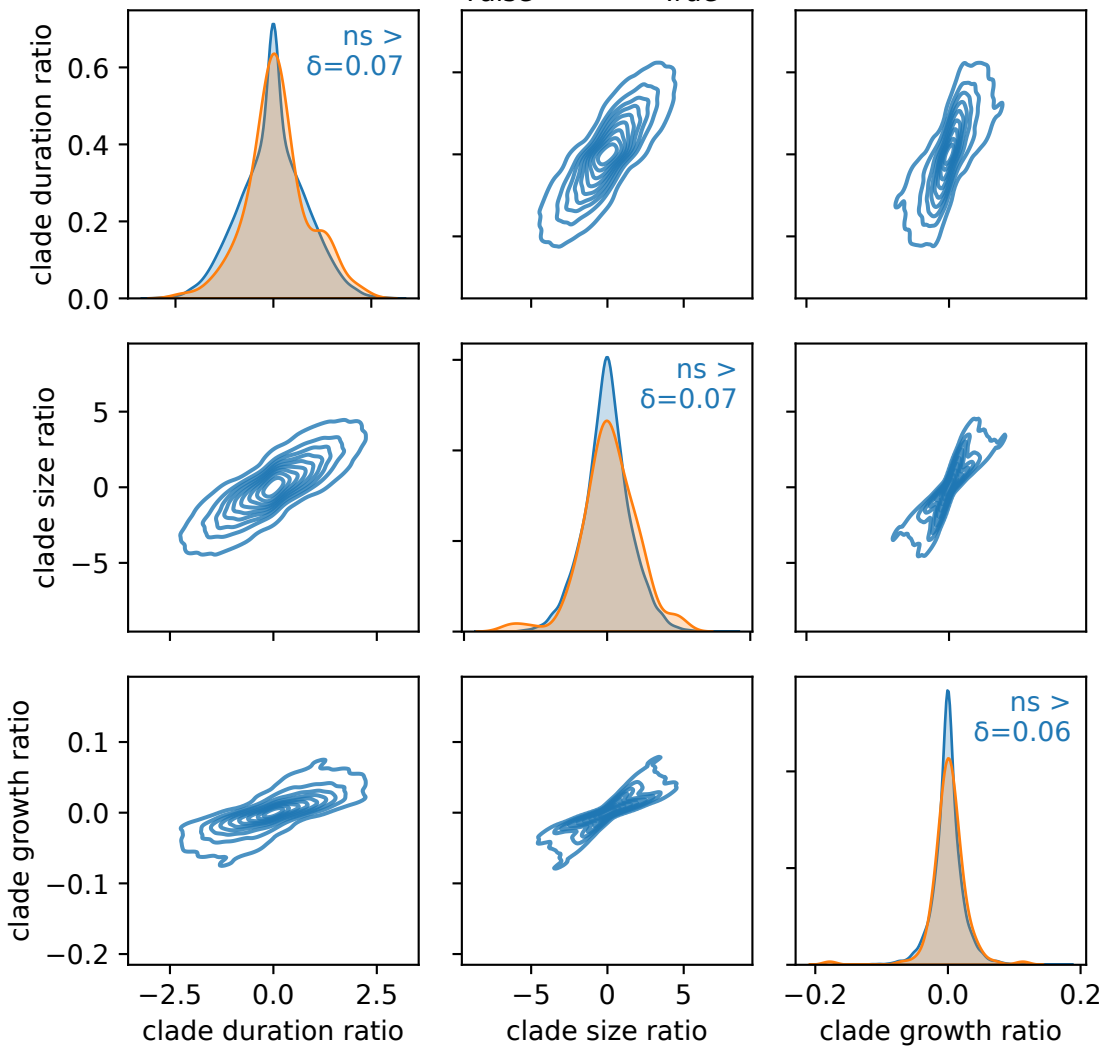 clade duration ratio
0.6
0.4
0.2
0.0
ns >
δ=0.07
clade size ratio
5
0
−5
ns >
δ=0.07
clade growth ratio
0.1
0.0
−0.1
−0.2
ns >
δ=0.06
−2.5 0.0 2.5
−5 0 5
−0.2 0.0 0.2
clade duration ratio
clade size ratio
clade growth ratio